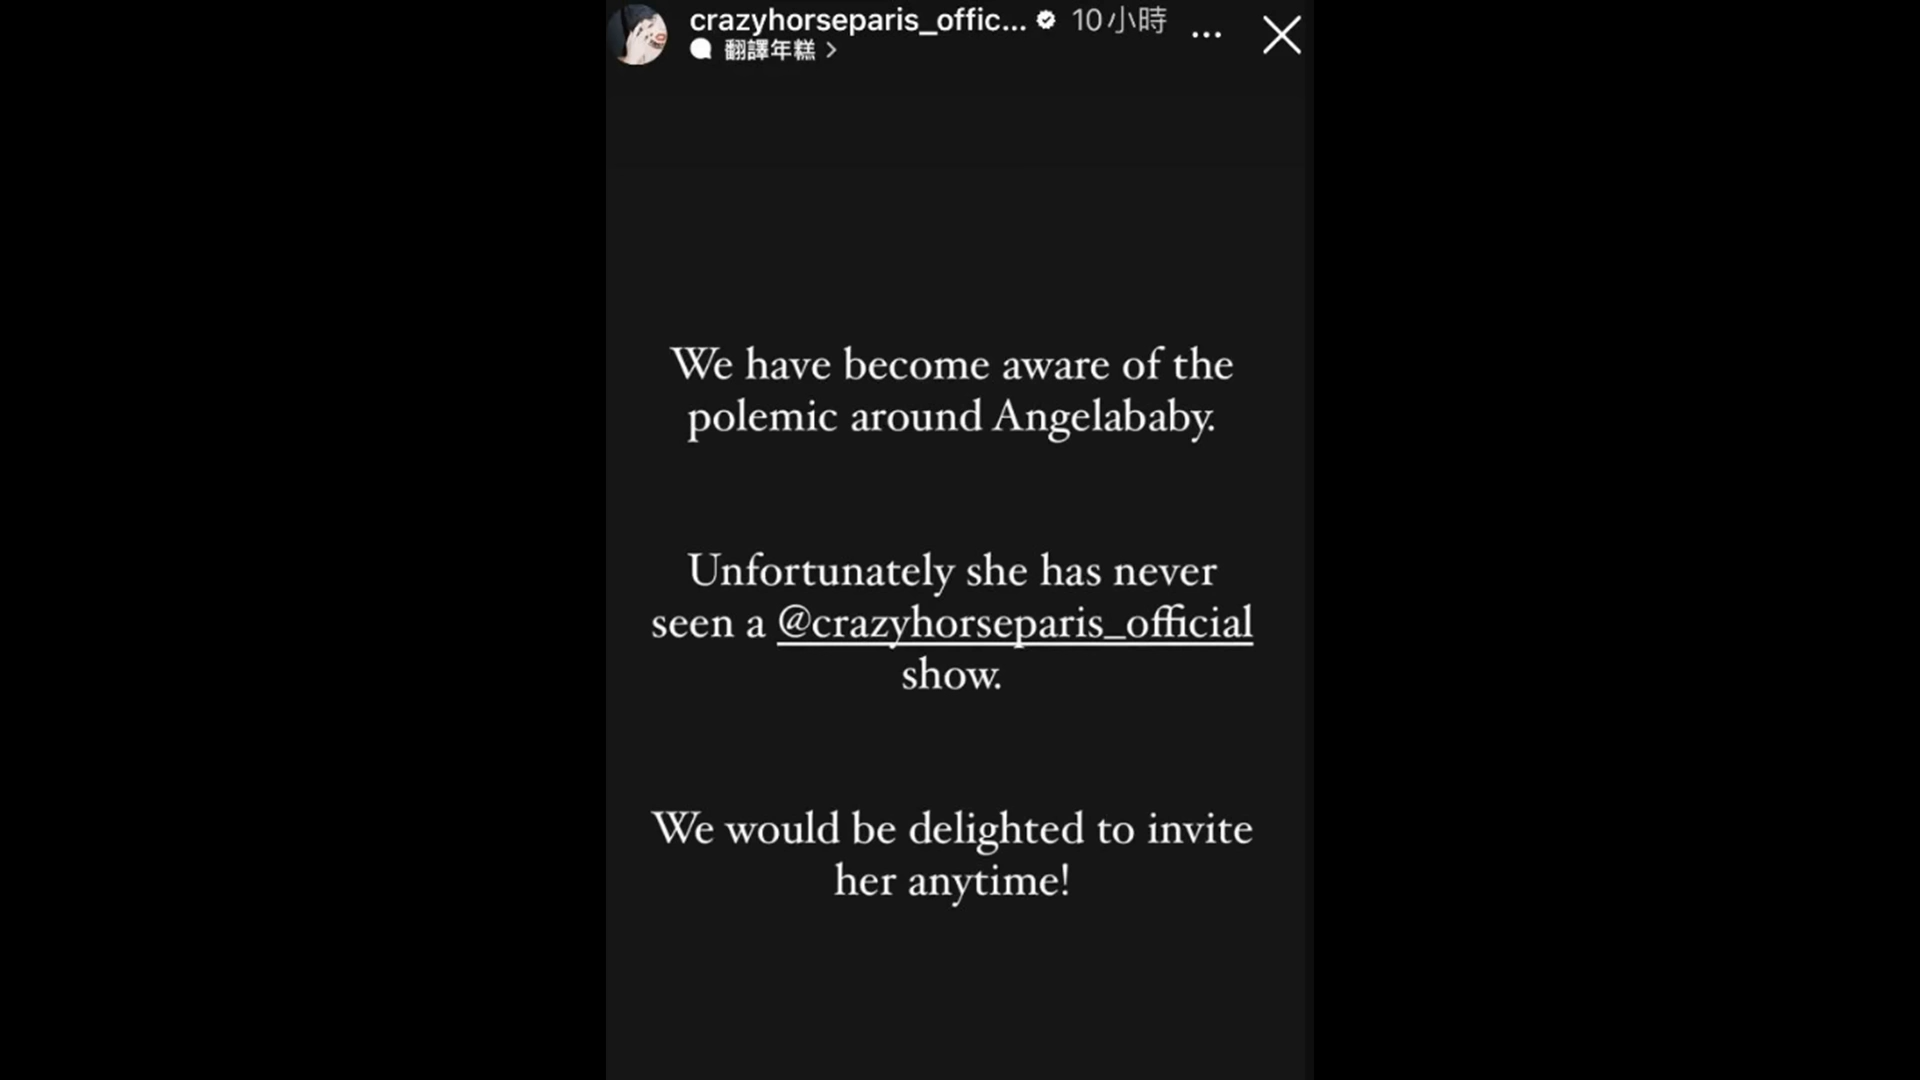 crazyhorseparis_offic... 10小時
翻譯年糕 >
We have become aware of the
polemic around Angelababy.
Unfortunately she has never
seen a @crazyhorseparis_official
show.
We would be delighted to invite
her anytime!